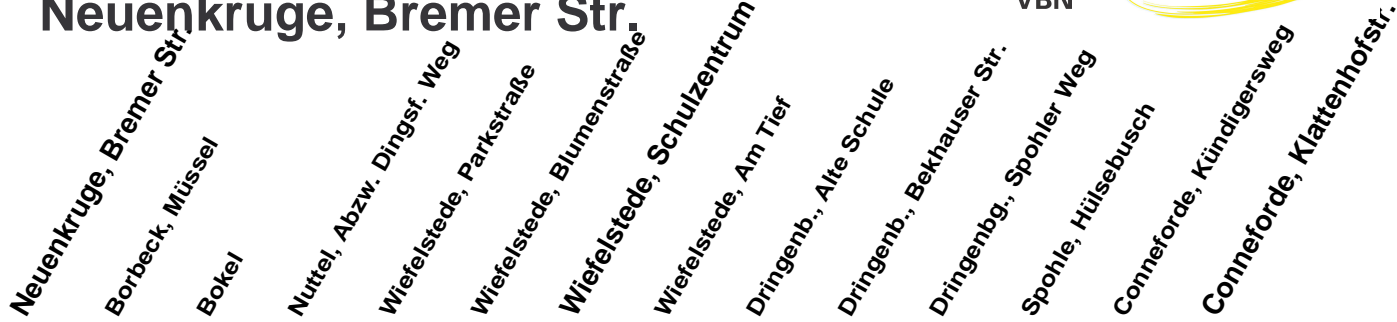 Neuenkruge, Bremer Str.
VBN
Neuenkruge, Bremer Str.
Borbeck, Müssel
Bokel
Nuttel, Abzw. Dingsf. Weg
Wiefelstede, Parkstraße
Wiefelstede, Blumenstraße
Wiefelstede, Schulzentrum
Wiefelstede, Am Tief
Dringenb., Alte Schule
Dringenb., Bekhauser Str.
Dringenbg., Spohler Weg
Spohle, Hülsebusch
Conneforde, Kündigersweg
Conneforde, Klattenhofstr.